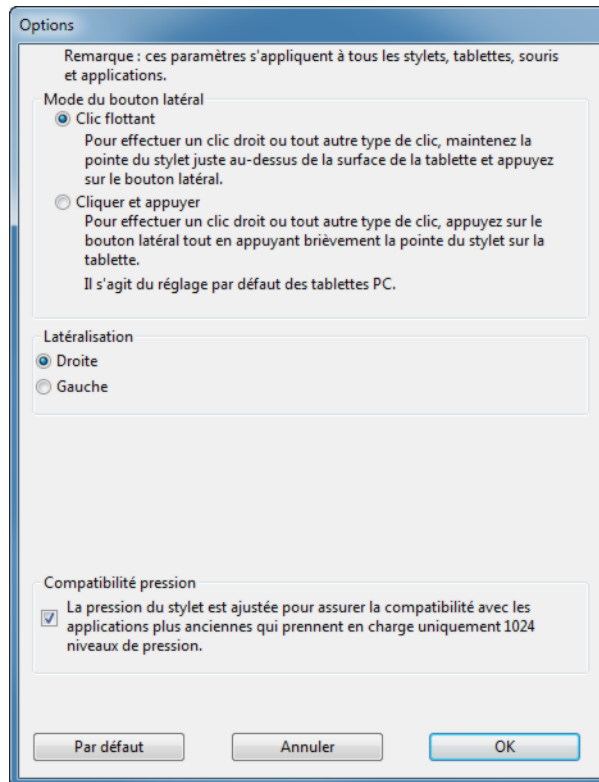 Options
Remarque : ces paramètres s'appliquent à tous les stylets, tablettes, souris
et applications.
Mode du bouton latéral
Clic flottant
Pour effectuer un clic droit ou tout autre type de clic, maintenez la
pointe du stylet juste au-dessus de la surface de la tablette et appuyez
sur le bouton latéral.
Cliquer et appuyer
Pour effectuer un clic droit ou tout autre type de clic, appuyez sur le
bouton latéral tout en appuyant brièvement la pointe du stylet sur la
tablette.
Il s'agit du réglage par défaut des tablettes PC.
Latéralisation
Droite
Gauche
Compatibilité pression
La pression du stylet est ajustée pour assurer la compatibilité avec les
applications plus anciennes qui prennent en charge uniquement 1024
niveaux de pression.
Par défaut
Annuler
OK